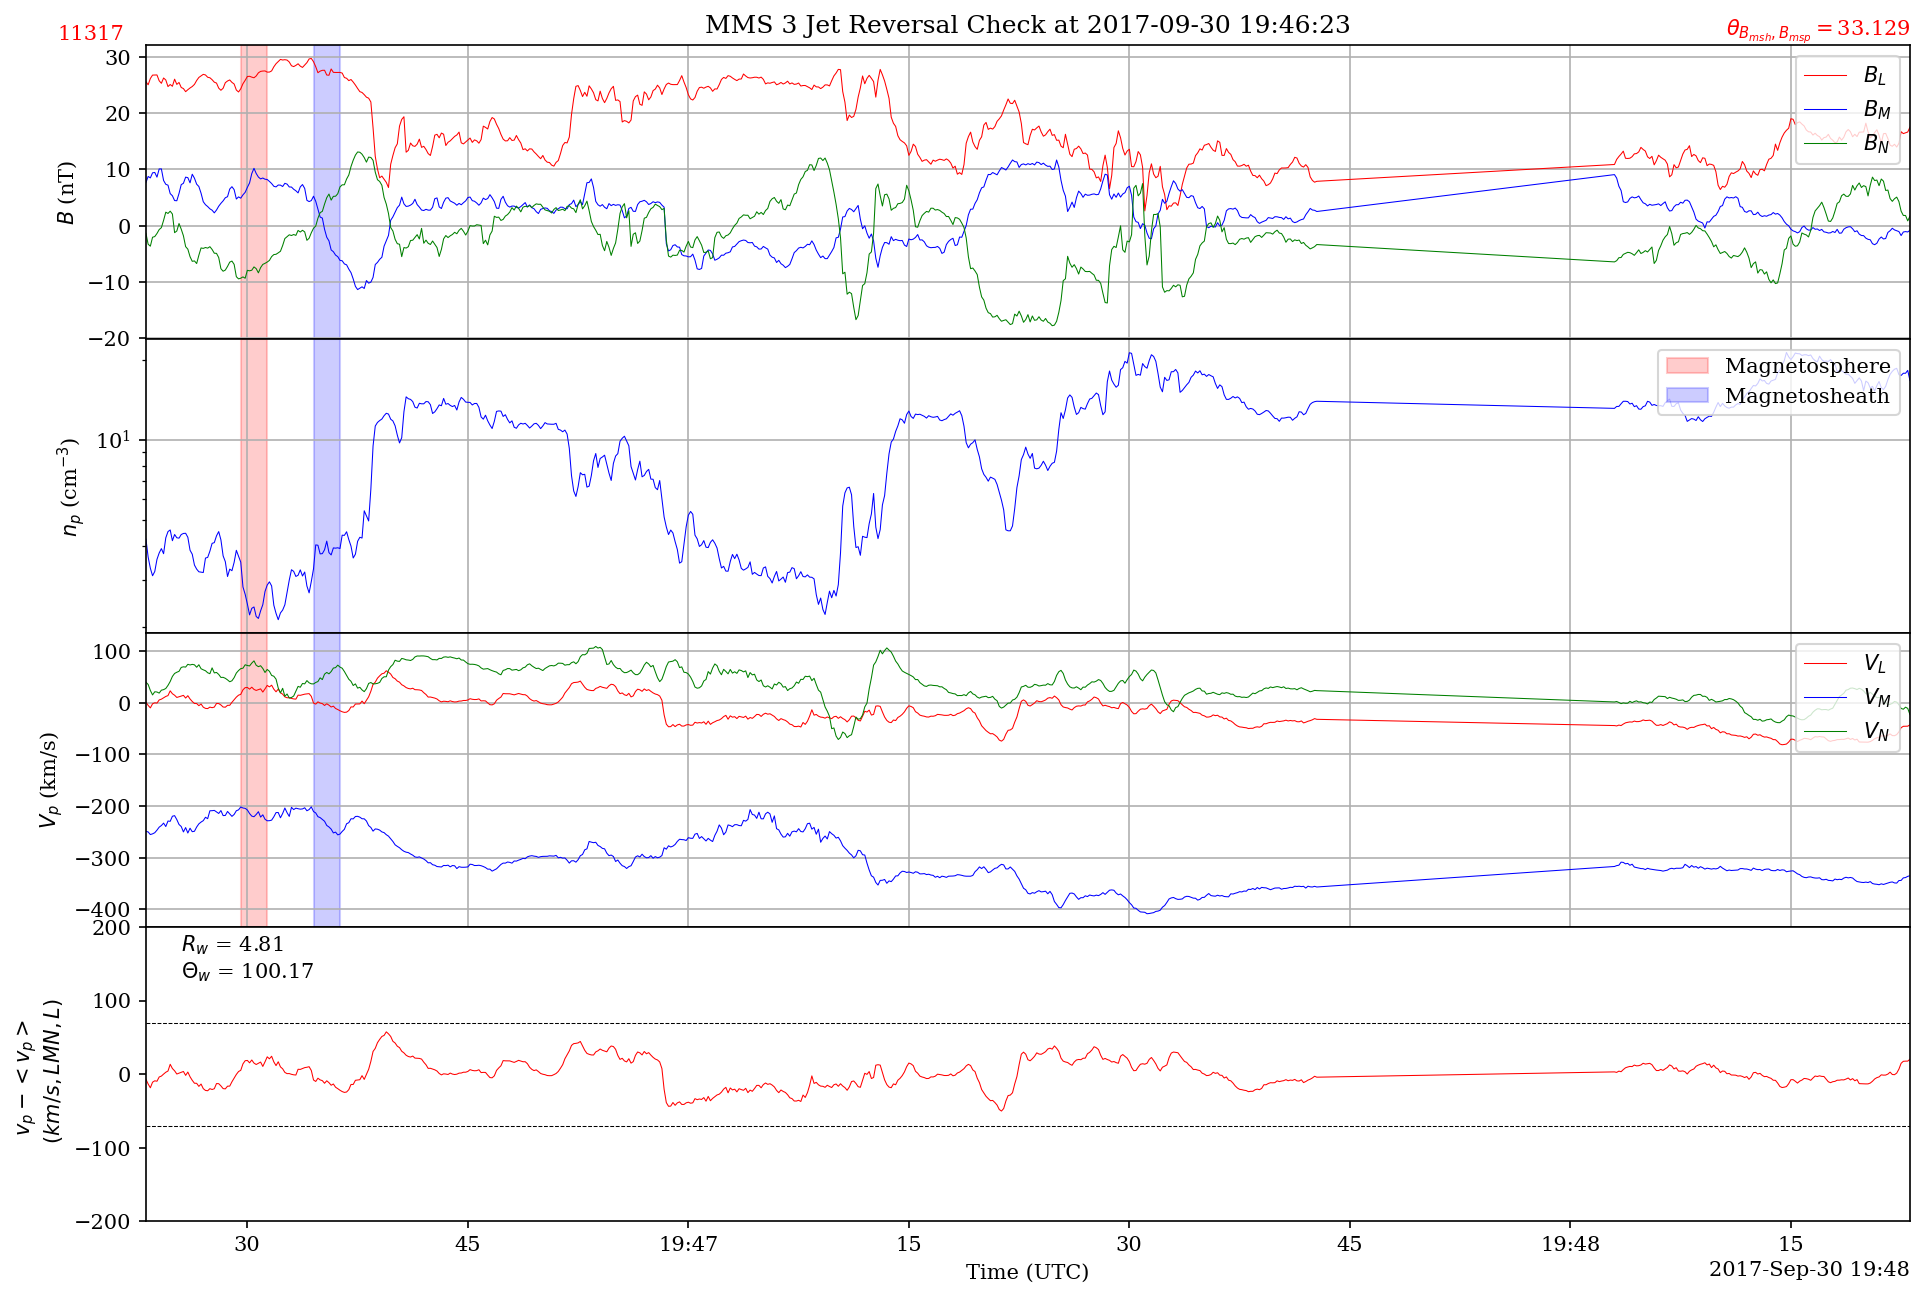 11317
MMS 3 Jet Reversal Check at 2017-09-30 19:46:23
θ_{B_{msh}, B_{msp}} = 33.129
30
20
10
0
−10
−20
B (nT)
B_L
B_M
B_N
10^1
n_p (cm^{−3})
Magnetosphere
Magnetosheath
100
0
−100
−200
−300
−400
V_p (km/s)
V_L
V_M
V_N
200
100
0
−100
−200
v_p − < v_p >
(km/s, LMN, L)
R_w = 4.81
Θ_w = 100.17
30
45
19:47
15
30
45
19:48
15
Time (UTC)
2017-Sep-30 19:48